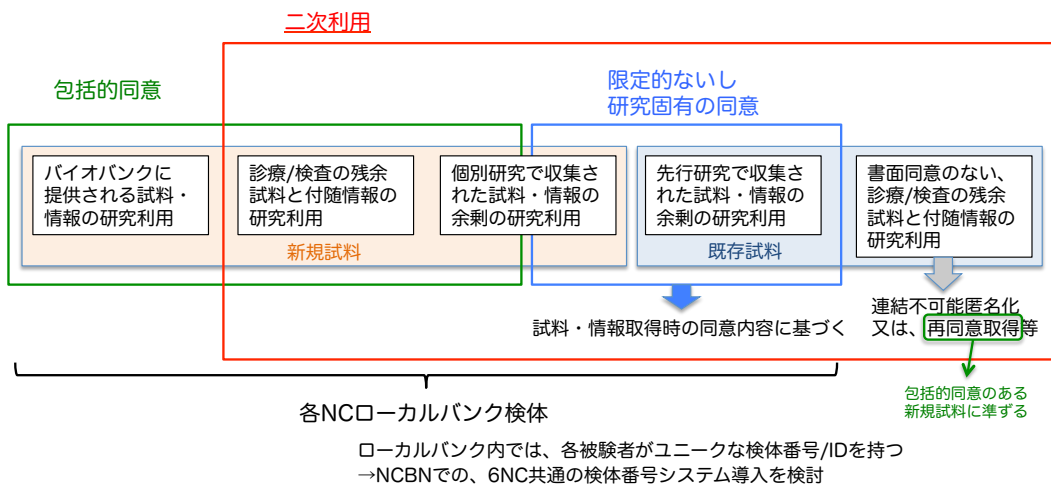 二次利用
包括的同意
限定的ないし
研究固有の同意
バイオバンクに
提供される試料・
情報の研究利用
診療/検査の残余
試料と付随情報の
研究利用
個別研究で収集さ
れた試料・情報の
余剰の研究利用
先行研究で収集さ
れた試料・情報の
余剰の研究利用
書面同意のない、
診療/検査の残余
試料と付随情報の
研究利用
新規試料
既存試料
試料・情報取得時の同意内容に基づく
連結不可能匿名化
又は、再同意取得等
包括的同意のある
新規試料に準ずる
各NCローカルバンク検体
ローカルバンク内では、各被験者がユニークな検体番号/IDを持つ
→NCBNでの、6NC共通の検体番号システム導入を検討